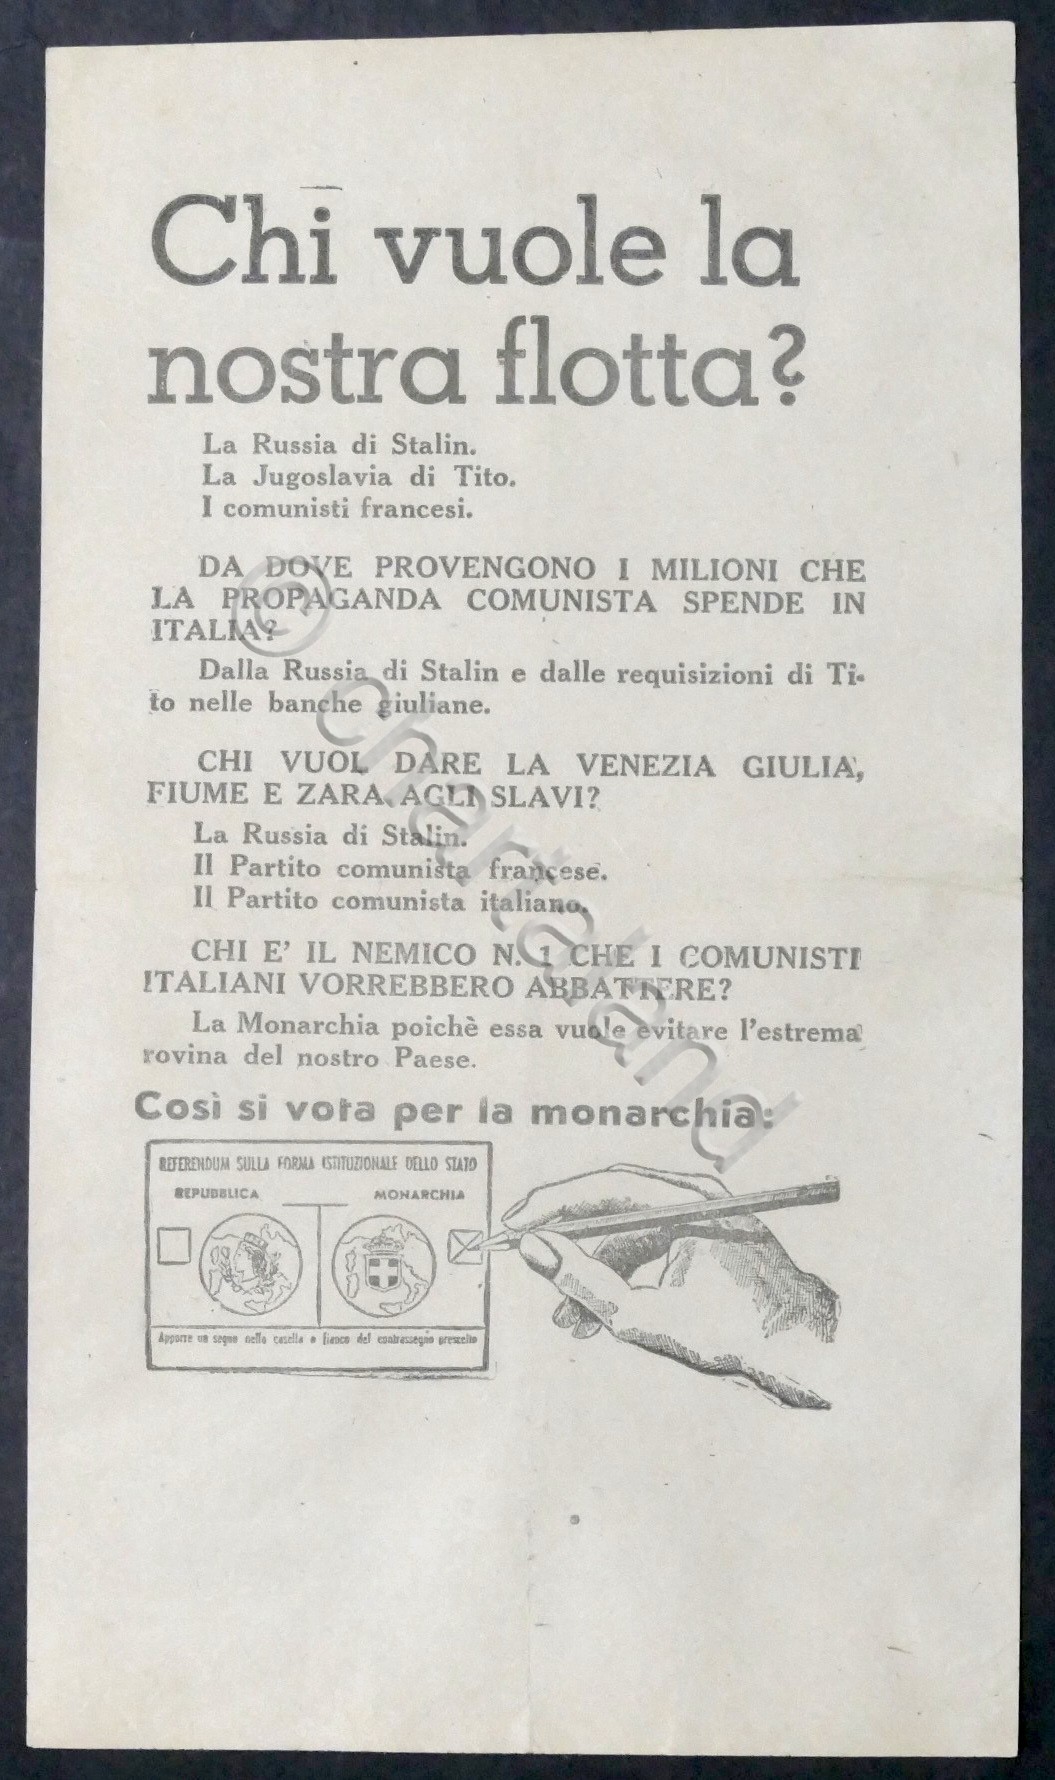 Chi vuole la
nostra flotta?
La Russia di Stalin.
La Jugoslavia di Tito.
I comunisti francesi.
DA DOVE PROVENGONO I MILIONI CHE
LA PROPAGANDA COMUNISTA SPENDE IN
ITALIA?
Dalla Russia di Stalin e dalle requisizioni di Ti-
to nelle banche giuliane.
CHI VUOL DARE LA VENEZIA GIULIA,
FIUME E ZARA AGLI SLAVI?
La Russia di Stalin.
Il Partito comunista francese.
Il Partito comunista italiano.
CHI E' IL NEMICO N. 1 CHE I COMUNISTI
ITALIANI VORREBBERO ABBATTERE?
La Monarchia poichè essa vuole evitare l'estrema
rovina del nostro Paese.
Così si vota per la monarchia:
REFERENDUM SULLA FORMA ISTITUZIONALE DELLO STATO
REPUBBLICA MONARCHIA
Apporre un segno nella casella a fianco del contrassegno prescelto
© chartaland